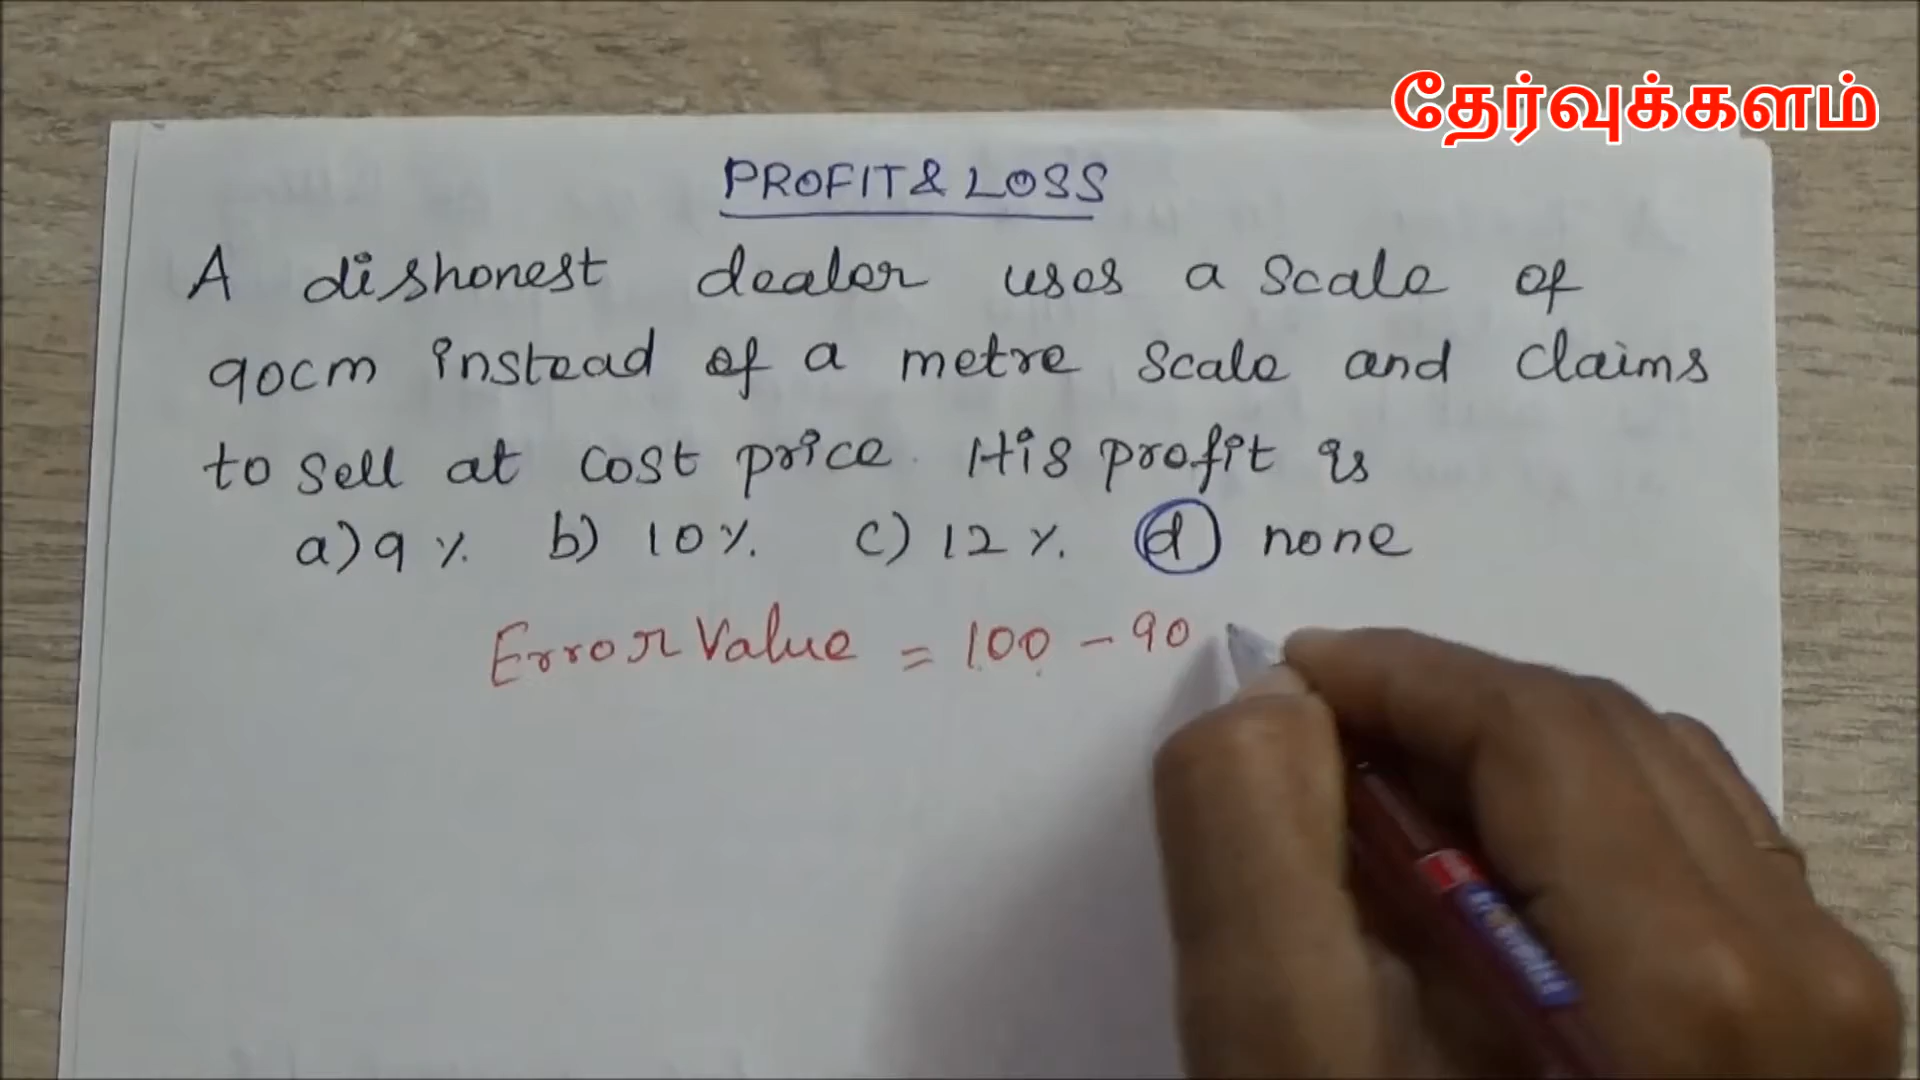 தேர்வுக்களம்
PROFIT & LOSS
A dishonest dealer uses a scale of
90cm instead of a metre scale and claims
to sell at cost price. His profit is
a) 9 %. b) 10 %. c) 12 %. d) none
Error Value = 100 - 90